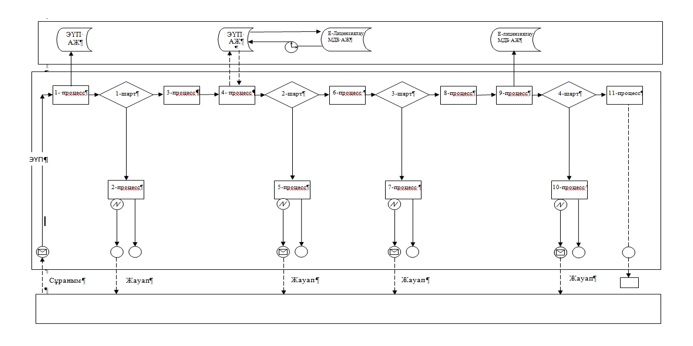 ЭҮП
АЖ¶
ЭҮП
АЖ¶
Е-Лицензиялау
МДБ АЖ¶
Е-лицензиялау
МДБ АЖ¶
1- процесс¶
1-шарт¶
3-процесс¶
4- процесс¶
2-шарт¶
6-процесс¶
3-шарт¶
8-процесс¶
9-процесс¶
4-шарт¶
11-процесс¶
ЭҮП¶
2-процесс¶
5-процесс¶
7-процесс¶
10-процесс¶
Сұраным¶
Жауап¶
Жауап¶
Жауап¶
Жауап¶